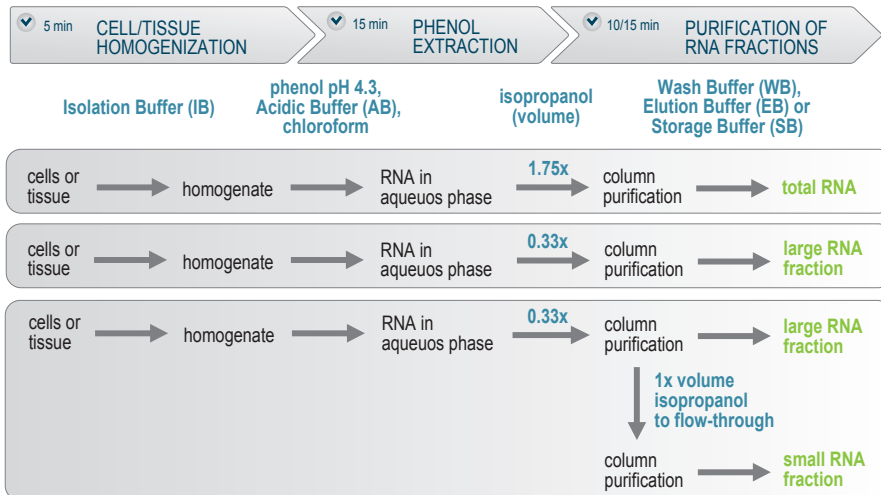 5 min CELL/TISSUE
HOMOGENIZATION
15 min PHENOL
EXTRACTION
10/15 min PURIFICATION OF
RNA FRACTIONS
Isolation Buffer (IB)
phenol pH 4.3,
Acidic Buffer (AB),
chloroform
isopropanol
(volume)
Wash Buffer (WB),
Elution Buffer (EB) or
Storage Buffer (SB)
cells or
tissue
homogenate
RNA in
aqueuos phase
1.75x
column
purification
total RNA
cells or
tissue
homogenate
RNA in
aqueuos phase
0.33x
column
purification
large RNA
fraction
cells or
tissue
homogenate
RNA in
aqueuos phase
0.33x
column
purification
large RNA
fraction
1x volume
isopropanol
to flow-through
column
purification
small RNA
fraction